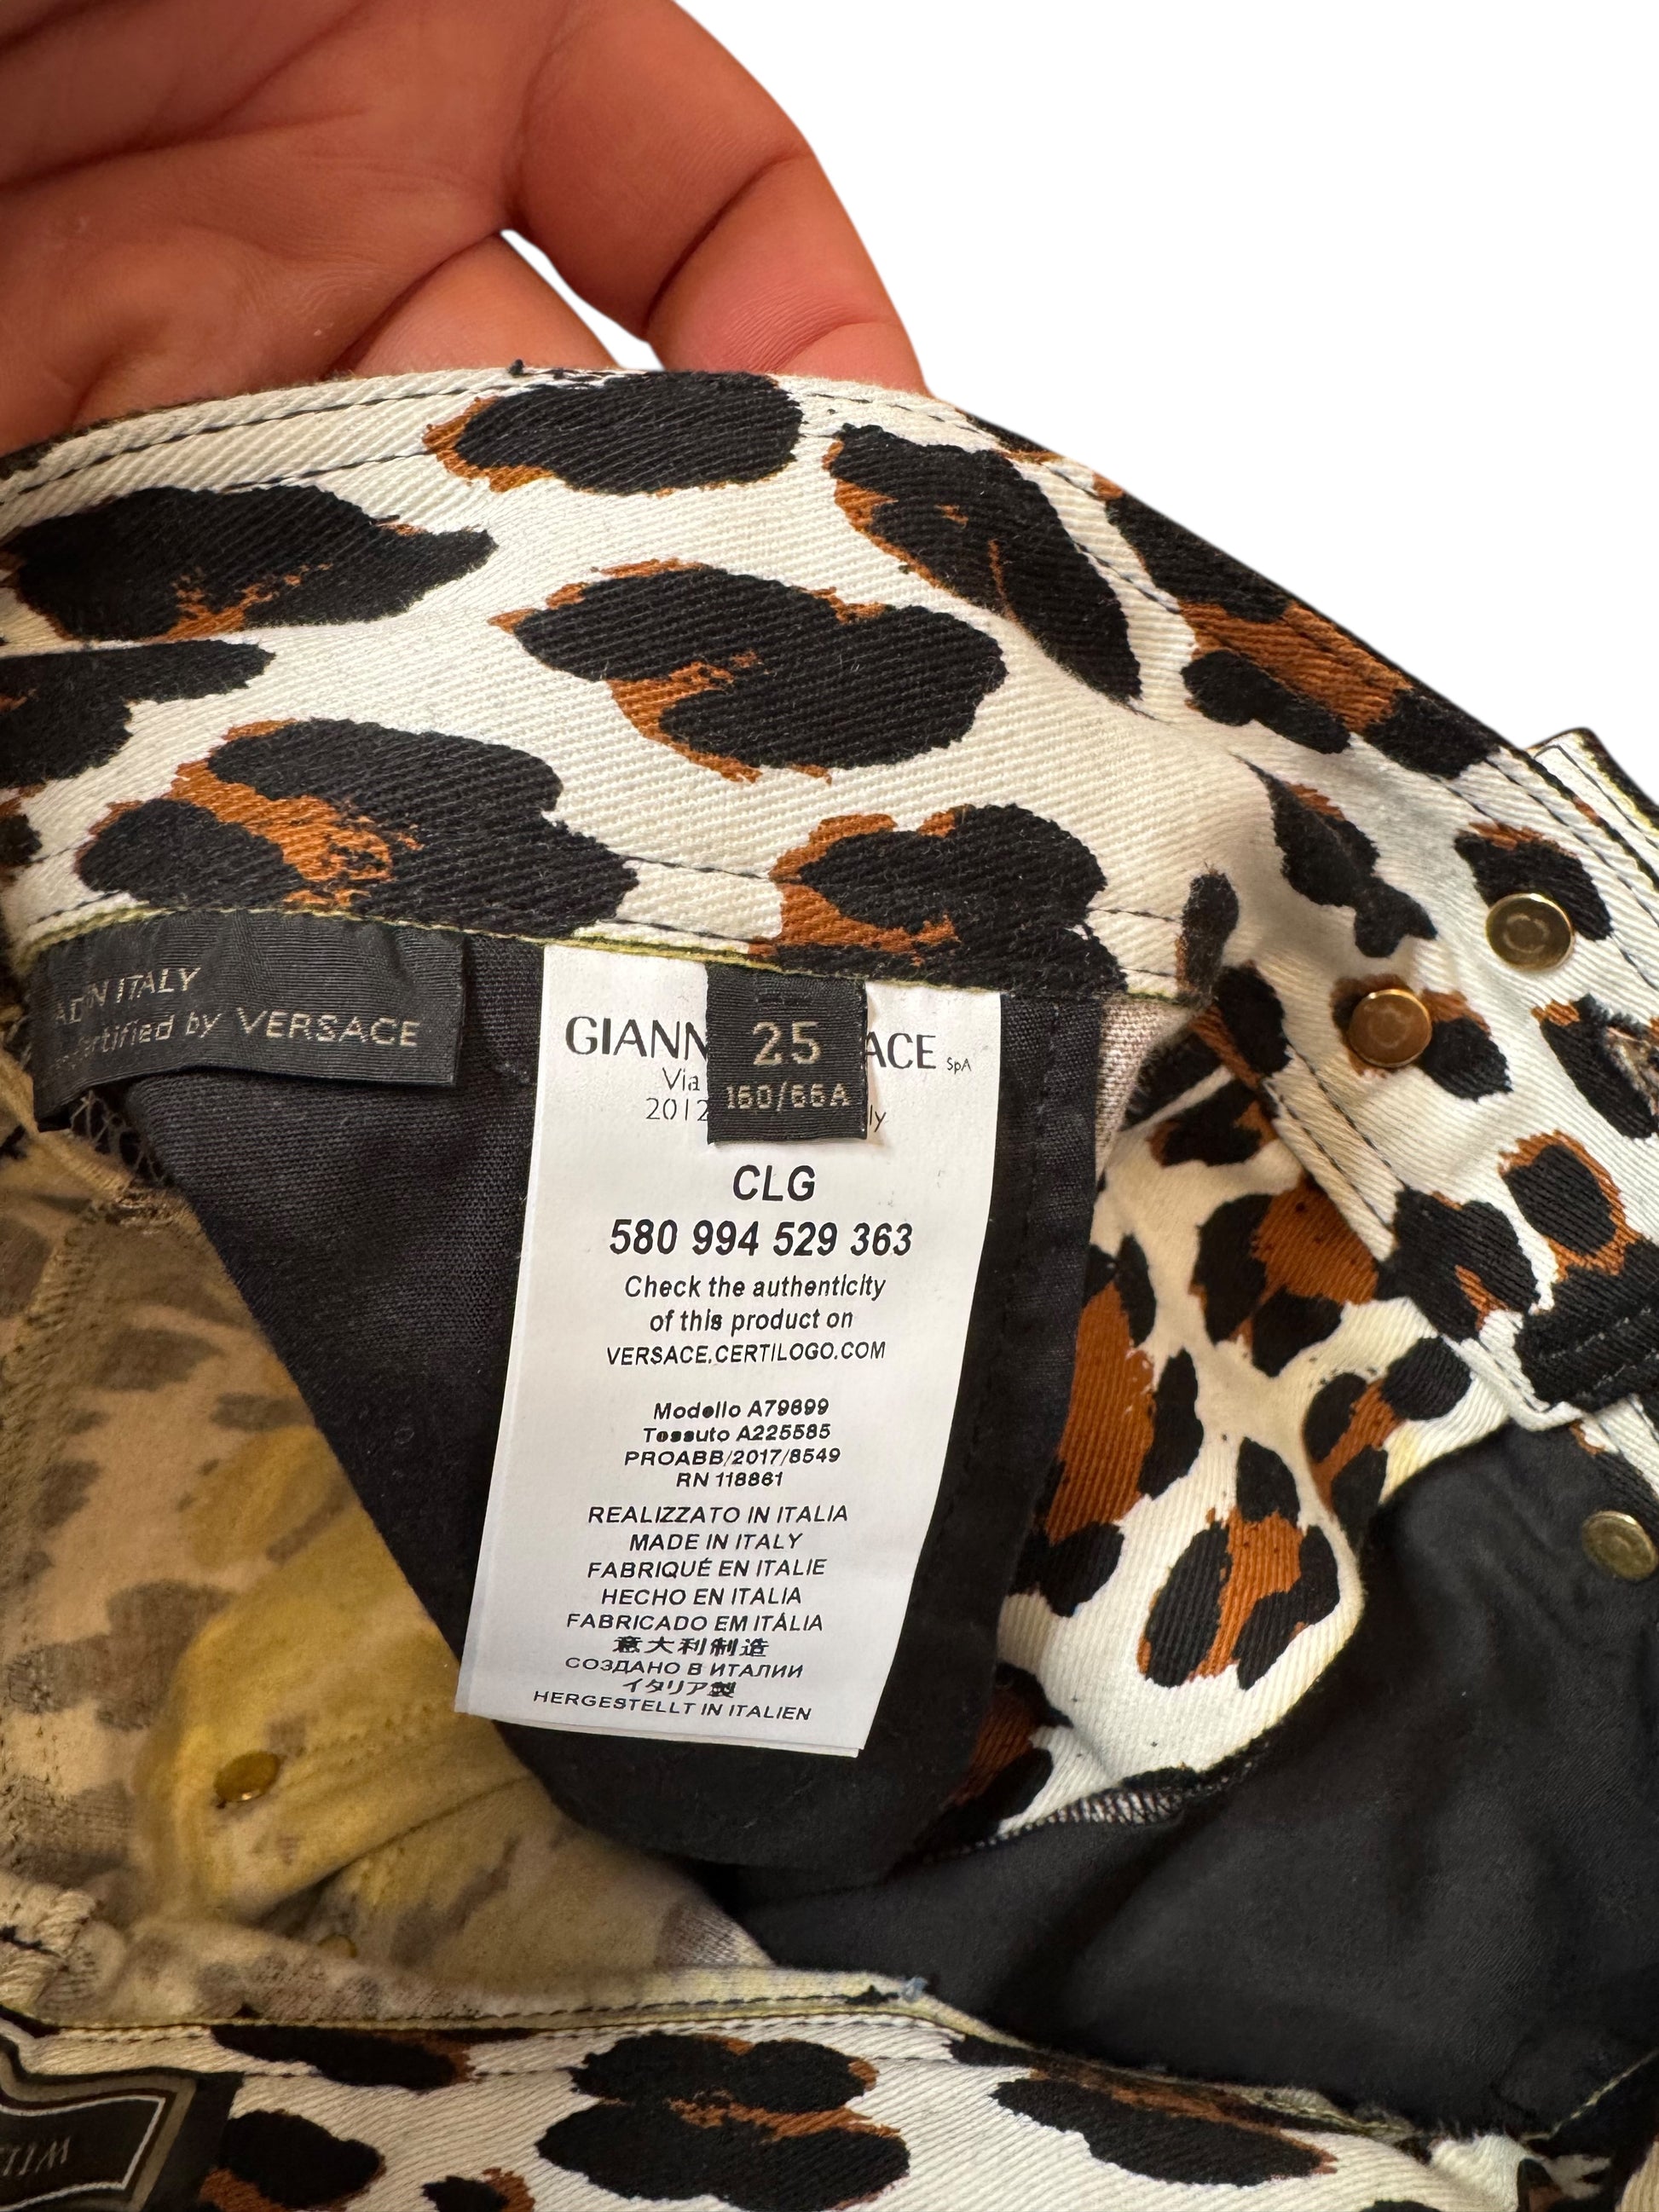 MADE IN ITALY
certified by VERSACE
25
160/66A
GIANN ACE SpA
Via
2012 ly
CLG
580 994 529 363
Check the authenticity
of this product on
VERSACE.CERTILOGO.COM
Modello A79899
Tessuto A225585
PROABB/2017/8549
RN 118861
REALIZZATO IN ITALIA
MADE IN ITALY
FABRIQUÉ EN ITALIE
HECHO EN ITALIA
FABRICADO EM ITÁLIA
意大利制造
СОЗДАНО В ИТАЛИИ
イタリア製
HERGESTELLT IN ITALIEN